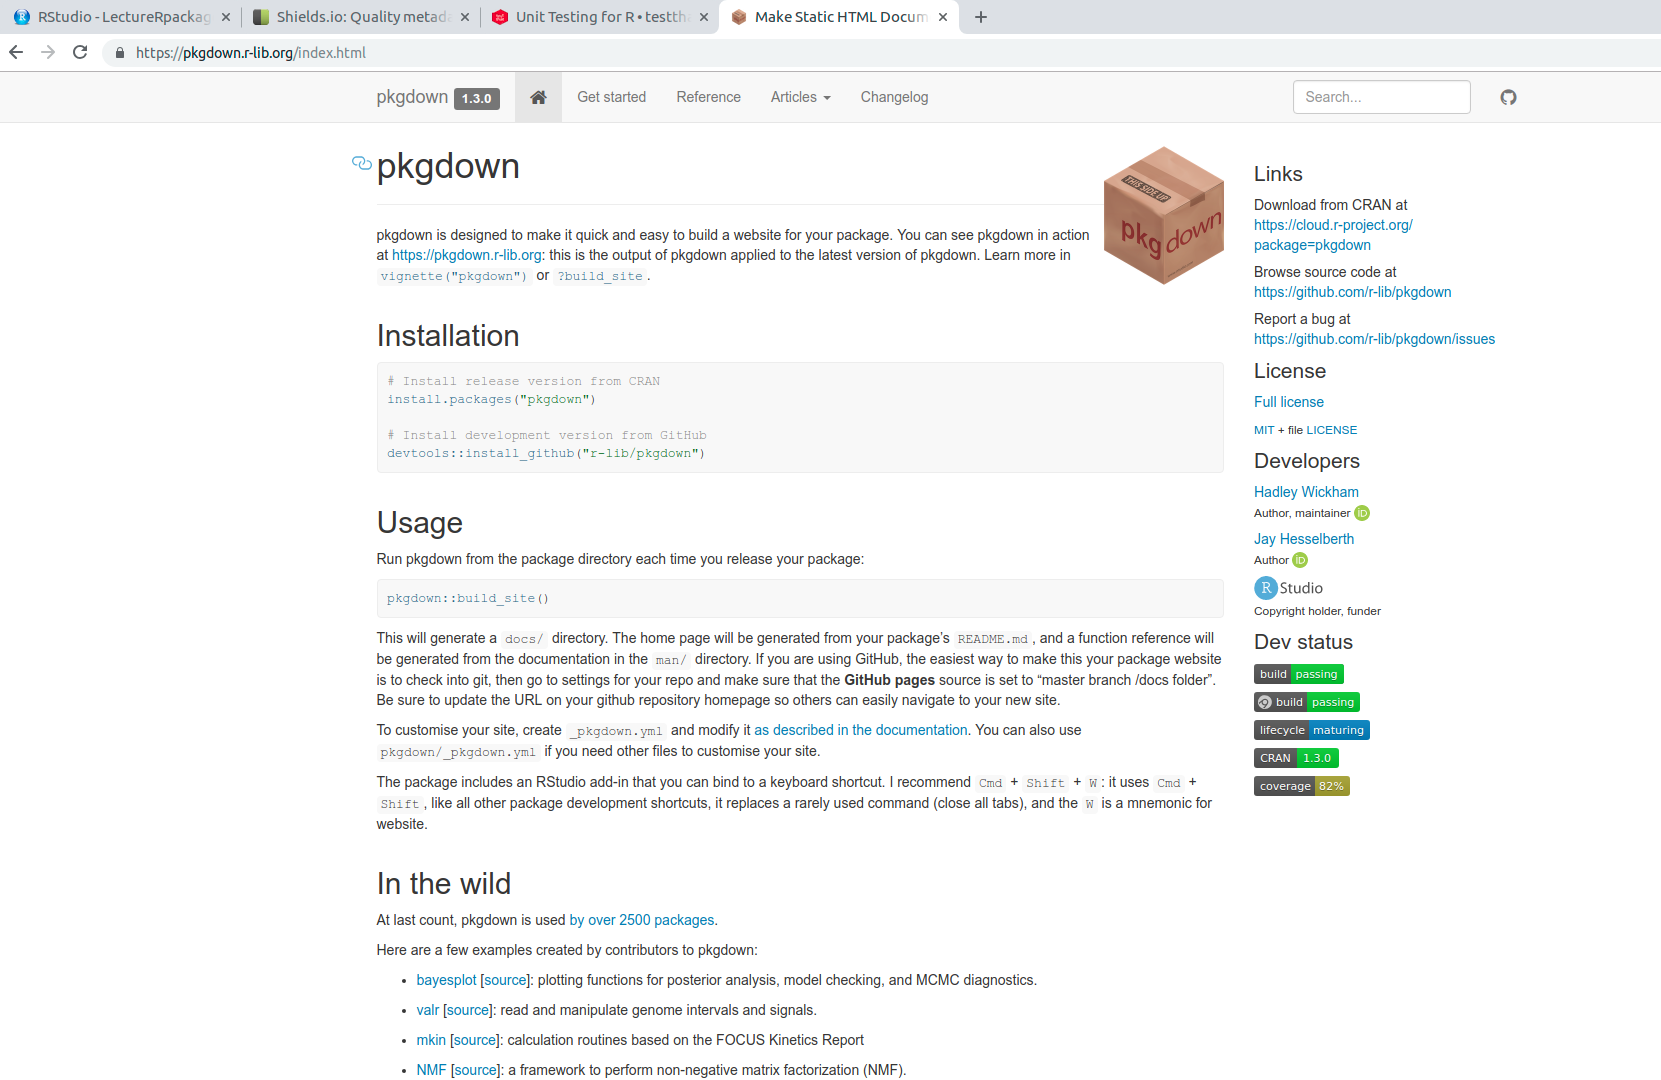 RStudio - LectureRpackag
Shields.io: Quality metada
Unit Testing for R • testtha
Make Static HTML Docum
https://pkgdown.r-lib.org/index.html
pkgdown 1.3.0 Get started Reference Articles Changelog Search...
pkgdown
THIS SIDE UP
pkgdown
pkgdown is designed to make it quick and easy to build a website for your package. You can see pkgdown in action
at https://pkgdown.r-lib.org: this is the output of pkgdown applied to the latest version of pkgdown. Learn more in
vignette("pkgdown") or ?build_site.
Installation
# Install release version from CRAN
install.packages("pkgdown")
# Install development version from GitHub
devtools::install_github("r-lib/pkgdown")
Usage
Run pkgdown from the package directory each time you release your package:
pkgdown::build_site()
This will generate a docs/ directory. The home page will be generated from your package’s README.md, and a function reference will
be generated from the documentation in the man/ directory. If you are using GitHub, the easiest way to make this your package website
is to check into git, then go to settings for your repo and make sure that the GitHub pages source is set to “master branch /docs folder”.
Be sure to update the URL on your github repository homepage so others can easily navigate to your new site.
To customise your site, create _pkgdown.yml and modify it as described in the documentation. You can also use
pkgdown/_pkgdown.yml if you need other files to customise your site.
The package includes an RStudio add-in that you can bind to a keyboard shortcut. I recommend Cmd + Shift + W: it uses Cmd +
Shift, like all other package development shortcuts, it replaces a rarely used command (close all tabs), and the W is a mnemonic for
website.
In the wild
At last count, pkgdown is used by over 2500 packages.
Here are a few examples created by contributors to pkgdown:
• bayesplot [source]: plotting functions for posterior analysis, model checking, and MCMC diagnostics.
• valr [source]: read and manipulate genome intervals and signals.
• mkin [source]: calculation routines based on the FOCUS Kinetics Report
• NMF [source]: a framework to perform non-negative matrix factorization (NMF).
Links
Download from CRAN at
https://cloud.r-project.org/
package=pkgdown
Browse source code at
https://github.com/r-lib/pkgdown
Report a bug at
https://github.com/r-lib/pkgdown/issues
License
Full license
MIT + file LICENSE
Developers
Hadley Wickham
Author, maintainer iD
Jay Hesselberth
Author iD
R Studio
Copyright holder, funder
Dev status
build passing
build passing
lifecycle maturing
CRAN 1.3.0
coverage 82%